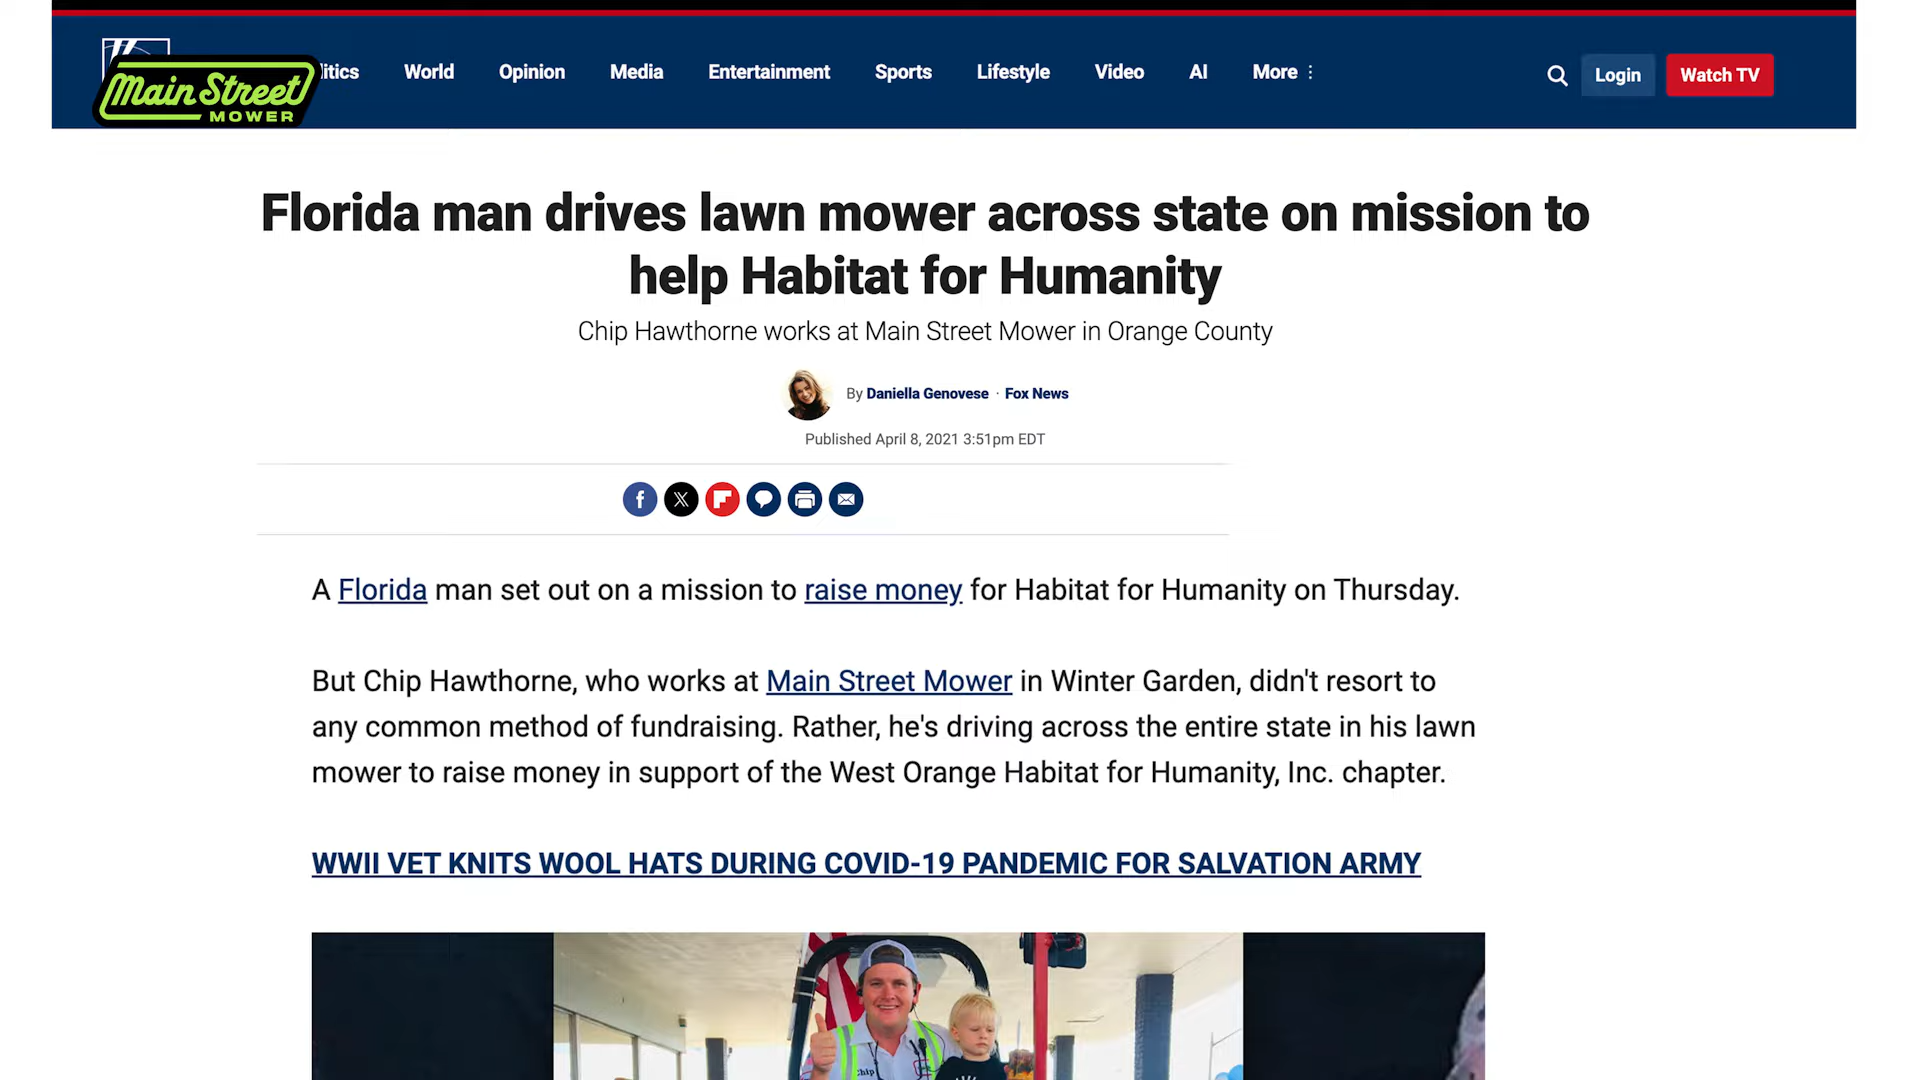 Main Street
MOWER
itics World Opinion Media Entertainment Sports Lifestyle Video AI More
Login
Watch TV
Florida man drives lawn mower across state on mission to
help Habitat for Humanity
Chip Hawthorne works at Main Street Mower in Orange County
By Daniella Genovese · Fox News
Published April 8, 2021 3:51pm EDT
A Florida man set out on a mission to raise money for Habitat for Humanity on Thursday.
But Chip Hawthorne, who works at Main Street Mower in Winter Garden, didn't resort to
any common method of fundraising. Rather, he's driving across the entire state in his lawn
mower to raise money in support of the West Orange Habitat for Humanity, Inc. chapter.
WWII VET KNITS WOOL HATS DURING COVID-19 PANDEMIC FOR SALVATION ARMY
Chip